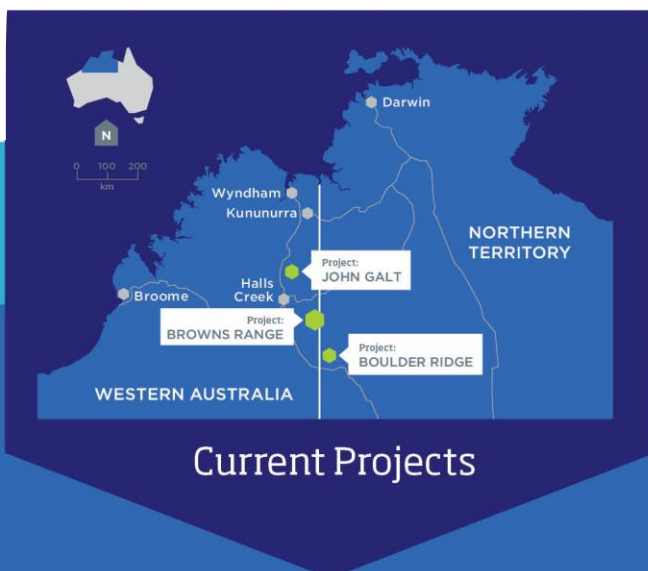 N
0 100 200
km
Darwin
Wyndham
Kununurra
NORTHERN
TERRITORY
Project:
JOHN GALT
Halls
Creek
Broome
Project:
BROWNS RANGE
Project:
BOULDER RIDGE
WESTERN AUSTRALIA
Current Projects